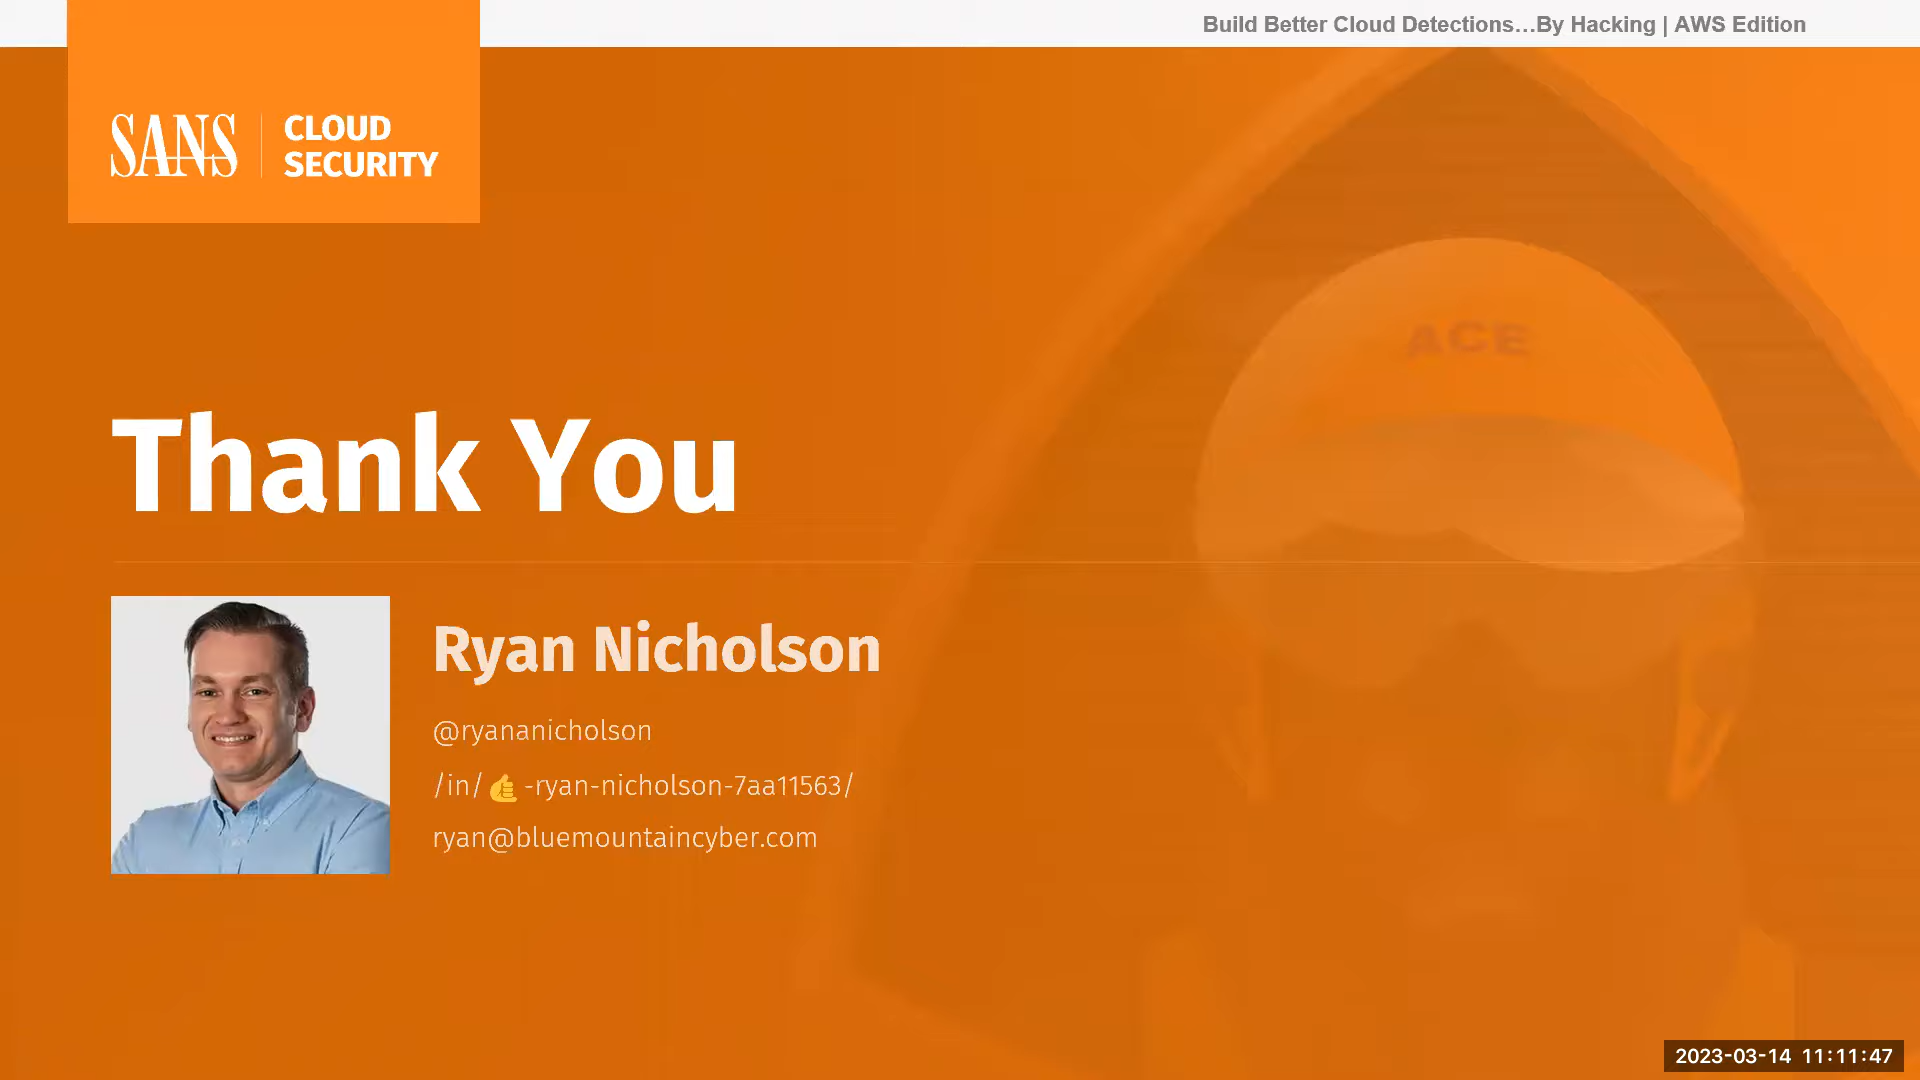 Build Better Cloud Detections...By Hacking | AWS Edition
SANS
CLOUD
SECURITY
ACE
Thank You
Ryan Nicholson
@ryananicholson
/in/👍-ryan-nicholson-7aa11563/
ryan@bluemountaincyber.com
2023-03-14 11:11:47